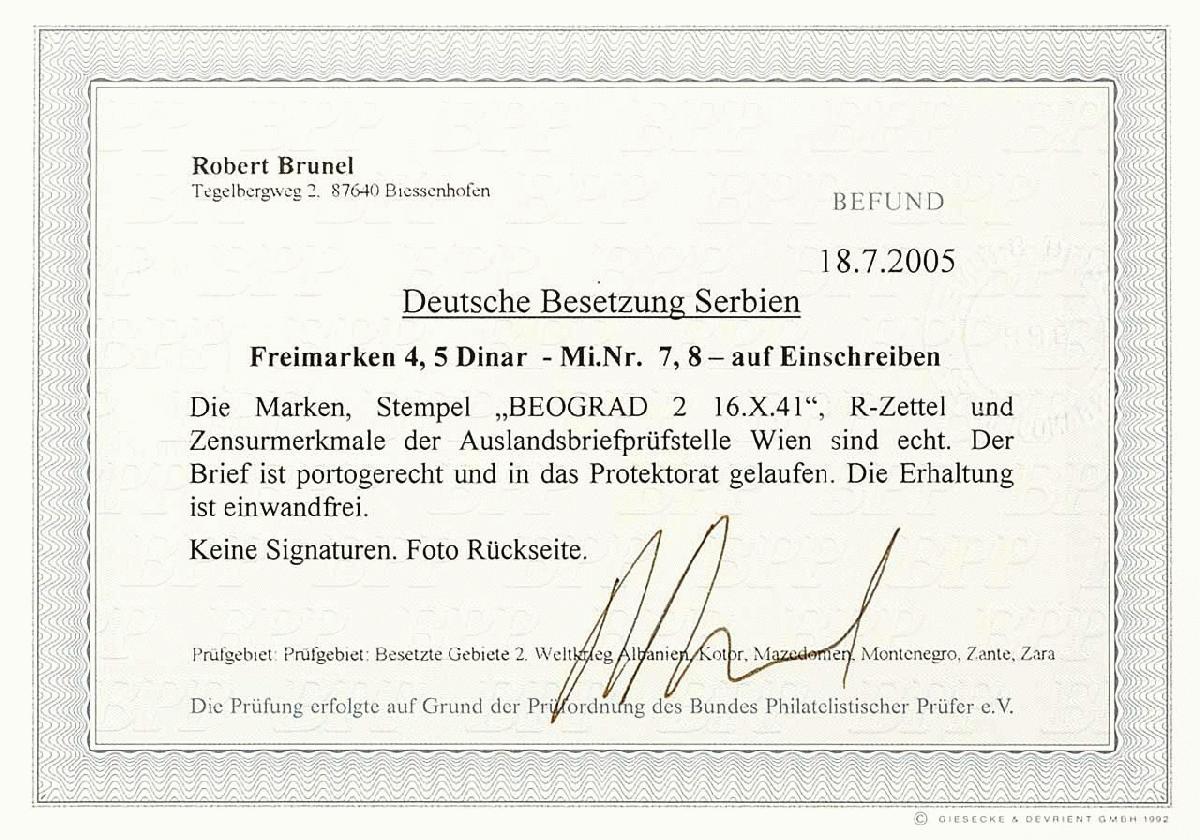 Robert Brunel
Tegelbergweg 2, 87640 Biessenhofen
BEFUND
18.7.2005
Deutsche Besetzung Serbien
Freimarken 4, 5 Dinar - Mi.Nr. 7, 8 – auf Einschreiben
Die Marken, Stempel „BEOGRAD 2 16.X.41“, R-Zettel und
Zensurmerkmale der Auslandsbriefprüfstelle Wien sind echt. Der
Brief ist portogerecht und in das Protektorat gelaufen. Die Erhaltung
ist einwandfrei.
Keine Signaturen. Foto Rückseite.
Prüfgebiet: Prüfgebiet: Besetzte Gebiete 2. Weltkrieg Albanien, Kotor, Mazedonien, Montenegro, Zante, Zara
Die Prüfung erfolgte auf Grund der Prüfordnung des Bundes Philatelistischer Prüfer e.V.
© GIESECKE & DEVRIENT GMBH 1992